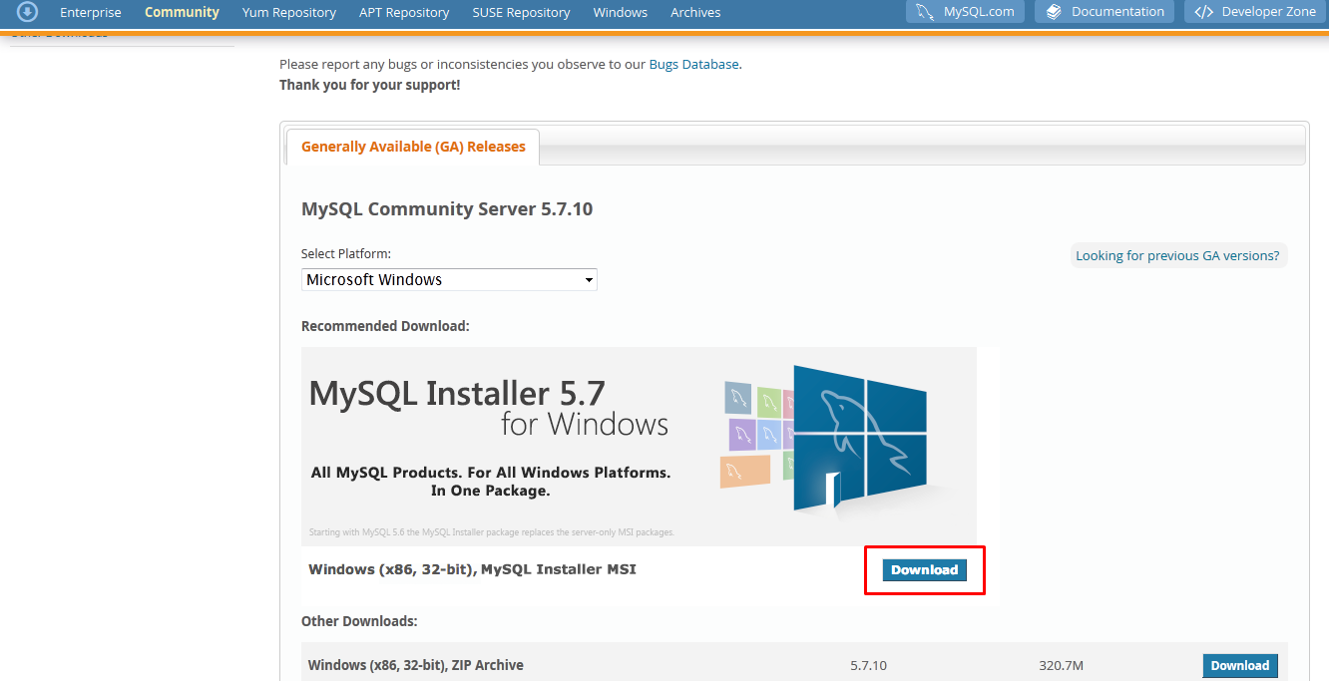 Enterprise Community Yum Repository APT Repository SUSE Repository Windows Archives MySQL.com Documentation Developer Zone
Other Downloads
Please report any bugs or inconsistencies you observe to our Bugs Database.
Thank you for your support!
Generally Available (GA) Releases
MySQL Community Server 5.7.10
Select Platform:
Looking for previous GA versions?
Microsoft Windows
Recommended Download:
MySQL Installer 5.7
for Windows
All MySQL Products. For All Windows Platforms.
In One Package.
Starting with MySQL 5.6 the MySQL Installer package replaces the server-only MSI packages.
Windows (x86, 32-bit), MySQL Installer MSI Download
Other Downloads:
Windows (x86, 32-bit), ZIP Archive 5.7.10 320.7M Download